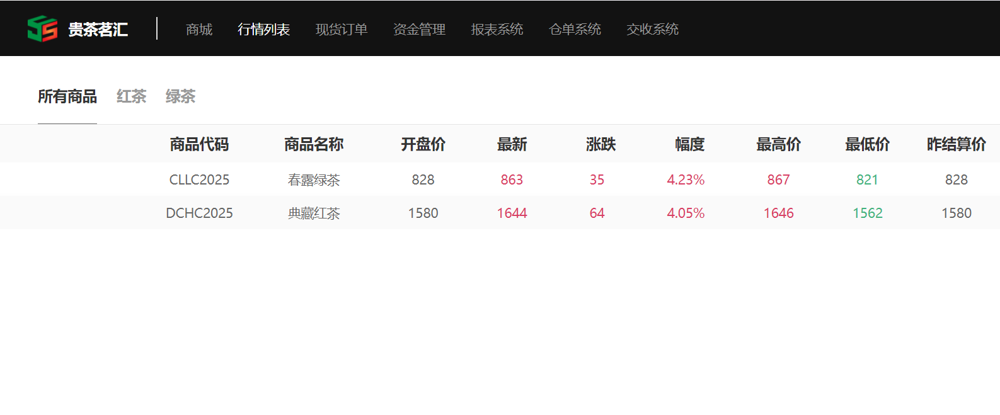 贵茶茗汇 商城 行情列表 现货订单 资金管理 报表系统 仓单系统 交收系统
所有商品 红茶 绿茶
商品代码 商品名称 开盘价 最新 涨跌 幅度 最高价 最低价 昨结算价
CLLC2025 春露绿茶 828 863 35 4.23% 867 821 828
DCHC2025 典藏红茶 1580 1644 64 4.05% 1646 1562 1580